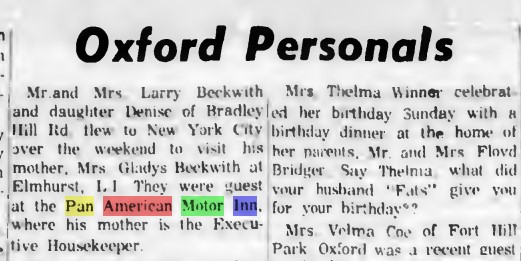 Oxford Personals
Mr.and Mrs. Larry Beckwith
and daughter Denise of Bradley
Hill Rd. flew to New York City
over the weekend to visit his
mother, Mrs Gladys Beckwith at
Elmhurst, L.I They were guest
at the Pan American Motor Inn,
where his mother is the Execu-
tive Housekeeper.
Mrs Thelma Winner celebrat-
ed her birthday Sunday with a
birthday dinner at the home of
her parents, Mr. and Mrs Floyd
Bridger. Say Thelma, what did
your husband "Fats" give you
for your birthday??
Mrs. Velma Coe of Fort Hill
Park Oxford was a recent guest